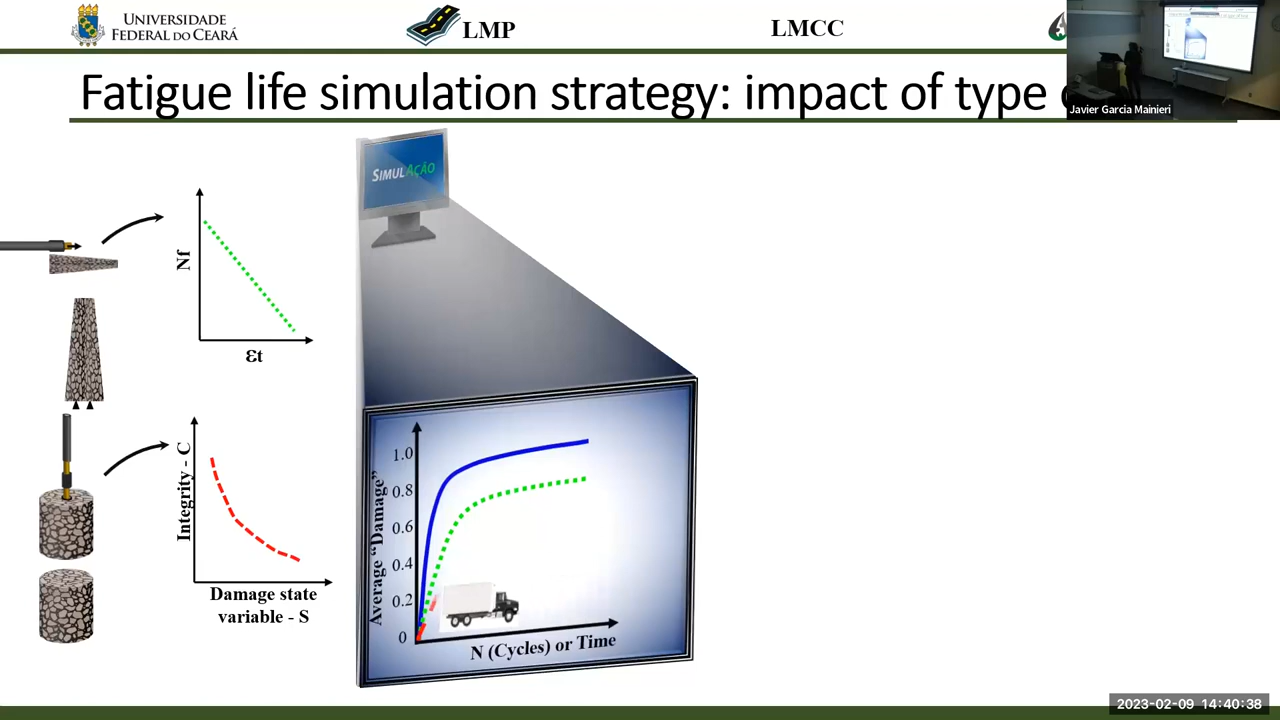 UNIVERSIDADE
FEDERAL DO CEARÁ
LMP
LMCC
Fatigue life simulation strategy: impact of type
Javier Garcia Mainieri
SIMULAÇÃO
Nf
εt
Integrity - C
Damage state
variable - S
Average “Damage”
1.0
0.8
0.6
0.4
0.2
0
N (Cycles) or Time
2023-02-09 14:40:38